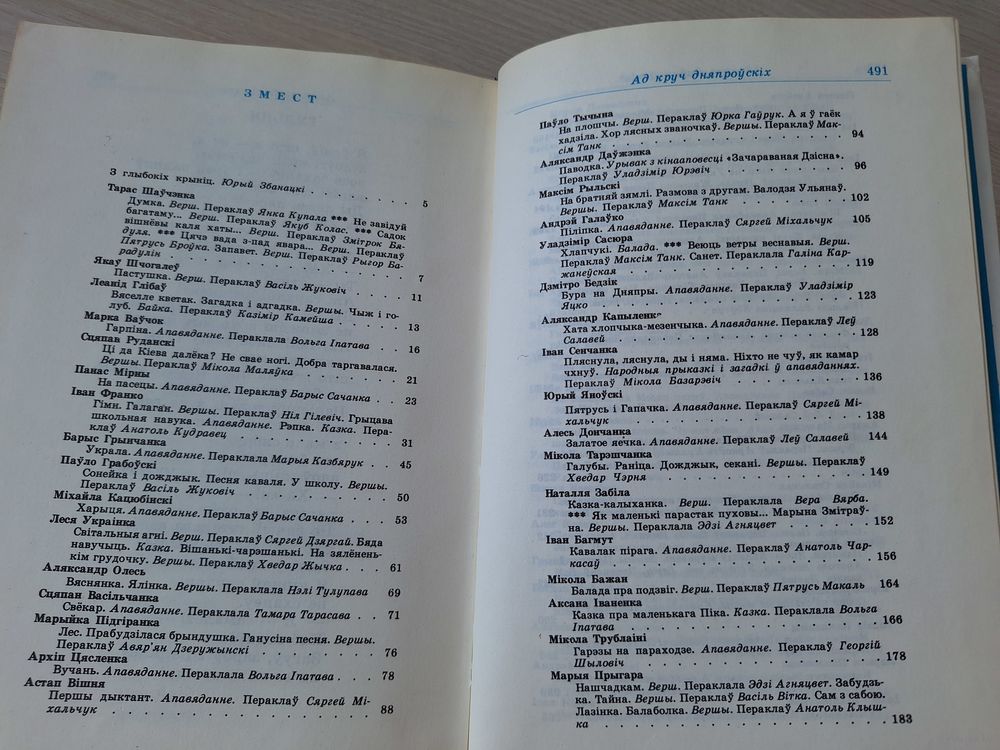 ЗМЕСТ
З глыбокіх крыніц. Юрый Збанацкі . . . . . . . . 5
Тарас Шаўчэнка
Думка. Верш. Пераклаў Янка Купала *** Не завідуй
багатаму... Верш. Пераклаў Якуб Колас. *** Садок
вішнёвы каля хаты... Верш. Пераклаў Змітрок Бя-
дуля. *** Цячэ вада з-пад явара... Верш. Пераклаў
Пятрусь Броўка. Запавет. Верш. Пераклаў Рыгор Ба-
радулін . . . . . . . . 7
Якаў Шчогалеў
Пастушка. Верш. Пераклаў Васіль Жуковіч . . . . 11
Леанід Глібаў
Вяселле кветак. Загадка і адгадка. Вершы. Чыж і го-
луб. Байка. Пераклаў Казімір Камейша . . . . . 13
Марка Ваўчок
Гарпіна. Апавяданне. Пераклала Вольга Іпатава . . 16
Сцяпан Руданскі
Ці да Кіева далёка? Не свае ногі. Добра таргавалася.
Вершы. Пераклаў Мікола Маляўка . . . . . . 21
Панас Мірны
На пасецы. Апавяданне. Пераклаў Барыс Сачанка . . 23
Іван Франко
Гімн. Галаган. Вершы. Пераклаў Ніл Гілевіч. Грыцава
школьная навука. Апавяданне. Рэпка. Казка. Пера-
клаў Анатоль Кудравец . . . . . . . . 31
Барыс Грынчанка
Украла. Апавяданне. Пераклала Марыя Казбярук . . 45
Паўло Грабоўскі
Сонейка і дожджык. Песня каваля. У школу. Вершы.
Пераклаў Васіль Жуковіч . . . . . . . . 50
Міхайла Кацюбінскі
Харыця. Апавяданне. Пераклаў Барыс Сачанка . . . 53
Леся Украінка
Світальныя агні. Верш. Пераклаў Сяргей Дзяргай. Бяда
навучыць. Казка. Вішанькі-чарэшанькі. На зялёнень-
кім грудочку. Вершы. Пераклаў Хведар Жычка . . . 61
Аляксандр Олесь
Вяснянка. Ялінка. Вершы. Пераклала Нэлі Тулупава 69
Сцяпан Васільчанка
Свёкар. Апавяданне. Пераклала Тамара Тарасава . . 71
Марыйка Підгіранка
Лес. Прабудзілася брындушка. Ганусіна песня. Вершы.
Пераклаў Авяр'ян Дзеружынскі . . . . . . . 76
Архіп Цясленка
Вучань. Апавяданне. Пераклала Вольга Іпатава . . . 78
Астап Вішня
Першы дыктант. Апавяданне. Пераклаў Сяргей Мі-
хальчук . . . . . . . . 88
Ад круч дняпроўскіх 491
Паўло Тычына
На плошчы. Верш. Пераклаў Юрка Гаўрук. А я ў гаёк
хадзіла. Хор лясных званочкаў. Вершы. Пераклаў Мак-
сім Танк . . . . . . . . 94
Аляксандр Даўжэнка
Паводка. Урывак з кінааповесці «Зачараваная Дзісна».
Пераклаў Уладзімір Юрэвіч . . . . . . . 96
Максім Рыльскі
На братняй зямлі. Размова з другам. Валодзя Ульянаў.
Вершы. Пераклаў Максім Танк . . . . . . . 102
Андрэй Галаўко
Піліпка. Апавяданне. Пераклаў Сяргей Міхальчук 105
Уладзімір Сасюра
Хлапчукі. Балада. *** Веюць ветры веснавыя. Верш.
Пераклаў Максім Танк. Санет. Пераклала Галіна Кар-
жанеўская . . . . . . . . 119
Дзмітро Бедзік
Бура на Дняпры. Апавяданне. Пераклаў Уладзімір
Яцко . . . . . . . . 123
Аляксандр Капыленка
Хата хлопчыка-мезенчыка. Апавяданне. Пераклаў Леў
Салавей . . . . . . . . 128
Іван Сенчанка
Пляснула, ляснула, ды і няма. Ніхто не чуў, як камар
чхнуў. Народныя прыказкі і загадкі ў апавяданнях.
Пераклаў Мікола Базарэвіч . . . . . . . 136
Юрый Яноўскі
Пятрусь і Гапачка. Апавяданне. Пераклаў Сяргей Мі-
хальчук . . . . . . . . 138
Алесь Дончанка
Залатое яечка. Апавяданне. Пераклаў Леў Салавей 144
Мікола Тарэшчанка
Галубы. Раніца. Дожджык, секані. Вершы. Пераклаў
Хведар Чэрня . . . . . . . . 149
Наталля Забіла
Казка-калыханка. Верш. Пераклала Вера Вярба.
*** Як маленькі парастак пуховы... Марына Змітраў-
на. Вершы. Пераклала Эдзі Агняцвет . . . . . . 152
Іван Багмут
Кавалак пірага. Апавяданне. Пераклаў Анатоль Чар-
касаў . . . . . . . . 156
Мікола Бажан
Балада пра подзвіг. Верш. Пераклаў Пятрусь Макаль 164
Аксана Іваненка
Казка пра маленькага Піка. Казка. Пераклала Вольга
Іпатава . . . . . . . . 166
Мікола Трублаіні
Гарэзы на параходзе. Апавяданне. Пераклаў Георгій
Шыловіч . . . . . . . . 178
Марыя Прыгара
Нашчадкам. Верш. Пераклала Эдзі Агняцвет. Забудзь-
ка. Тайна. Вершы. Пераклаў Васіль Вітка. Сам з сабою.
Лазінка. Балаболка. Вершы. Пераклаў Анатоль Клыш-
ка . . . . . . . . 183